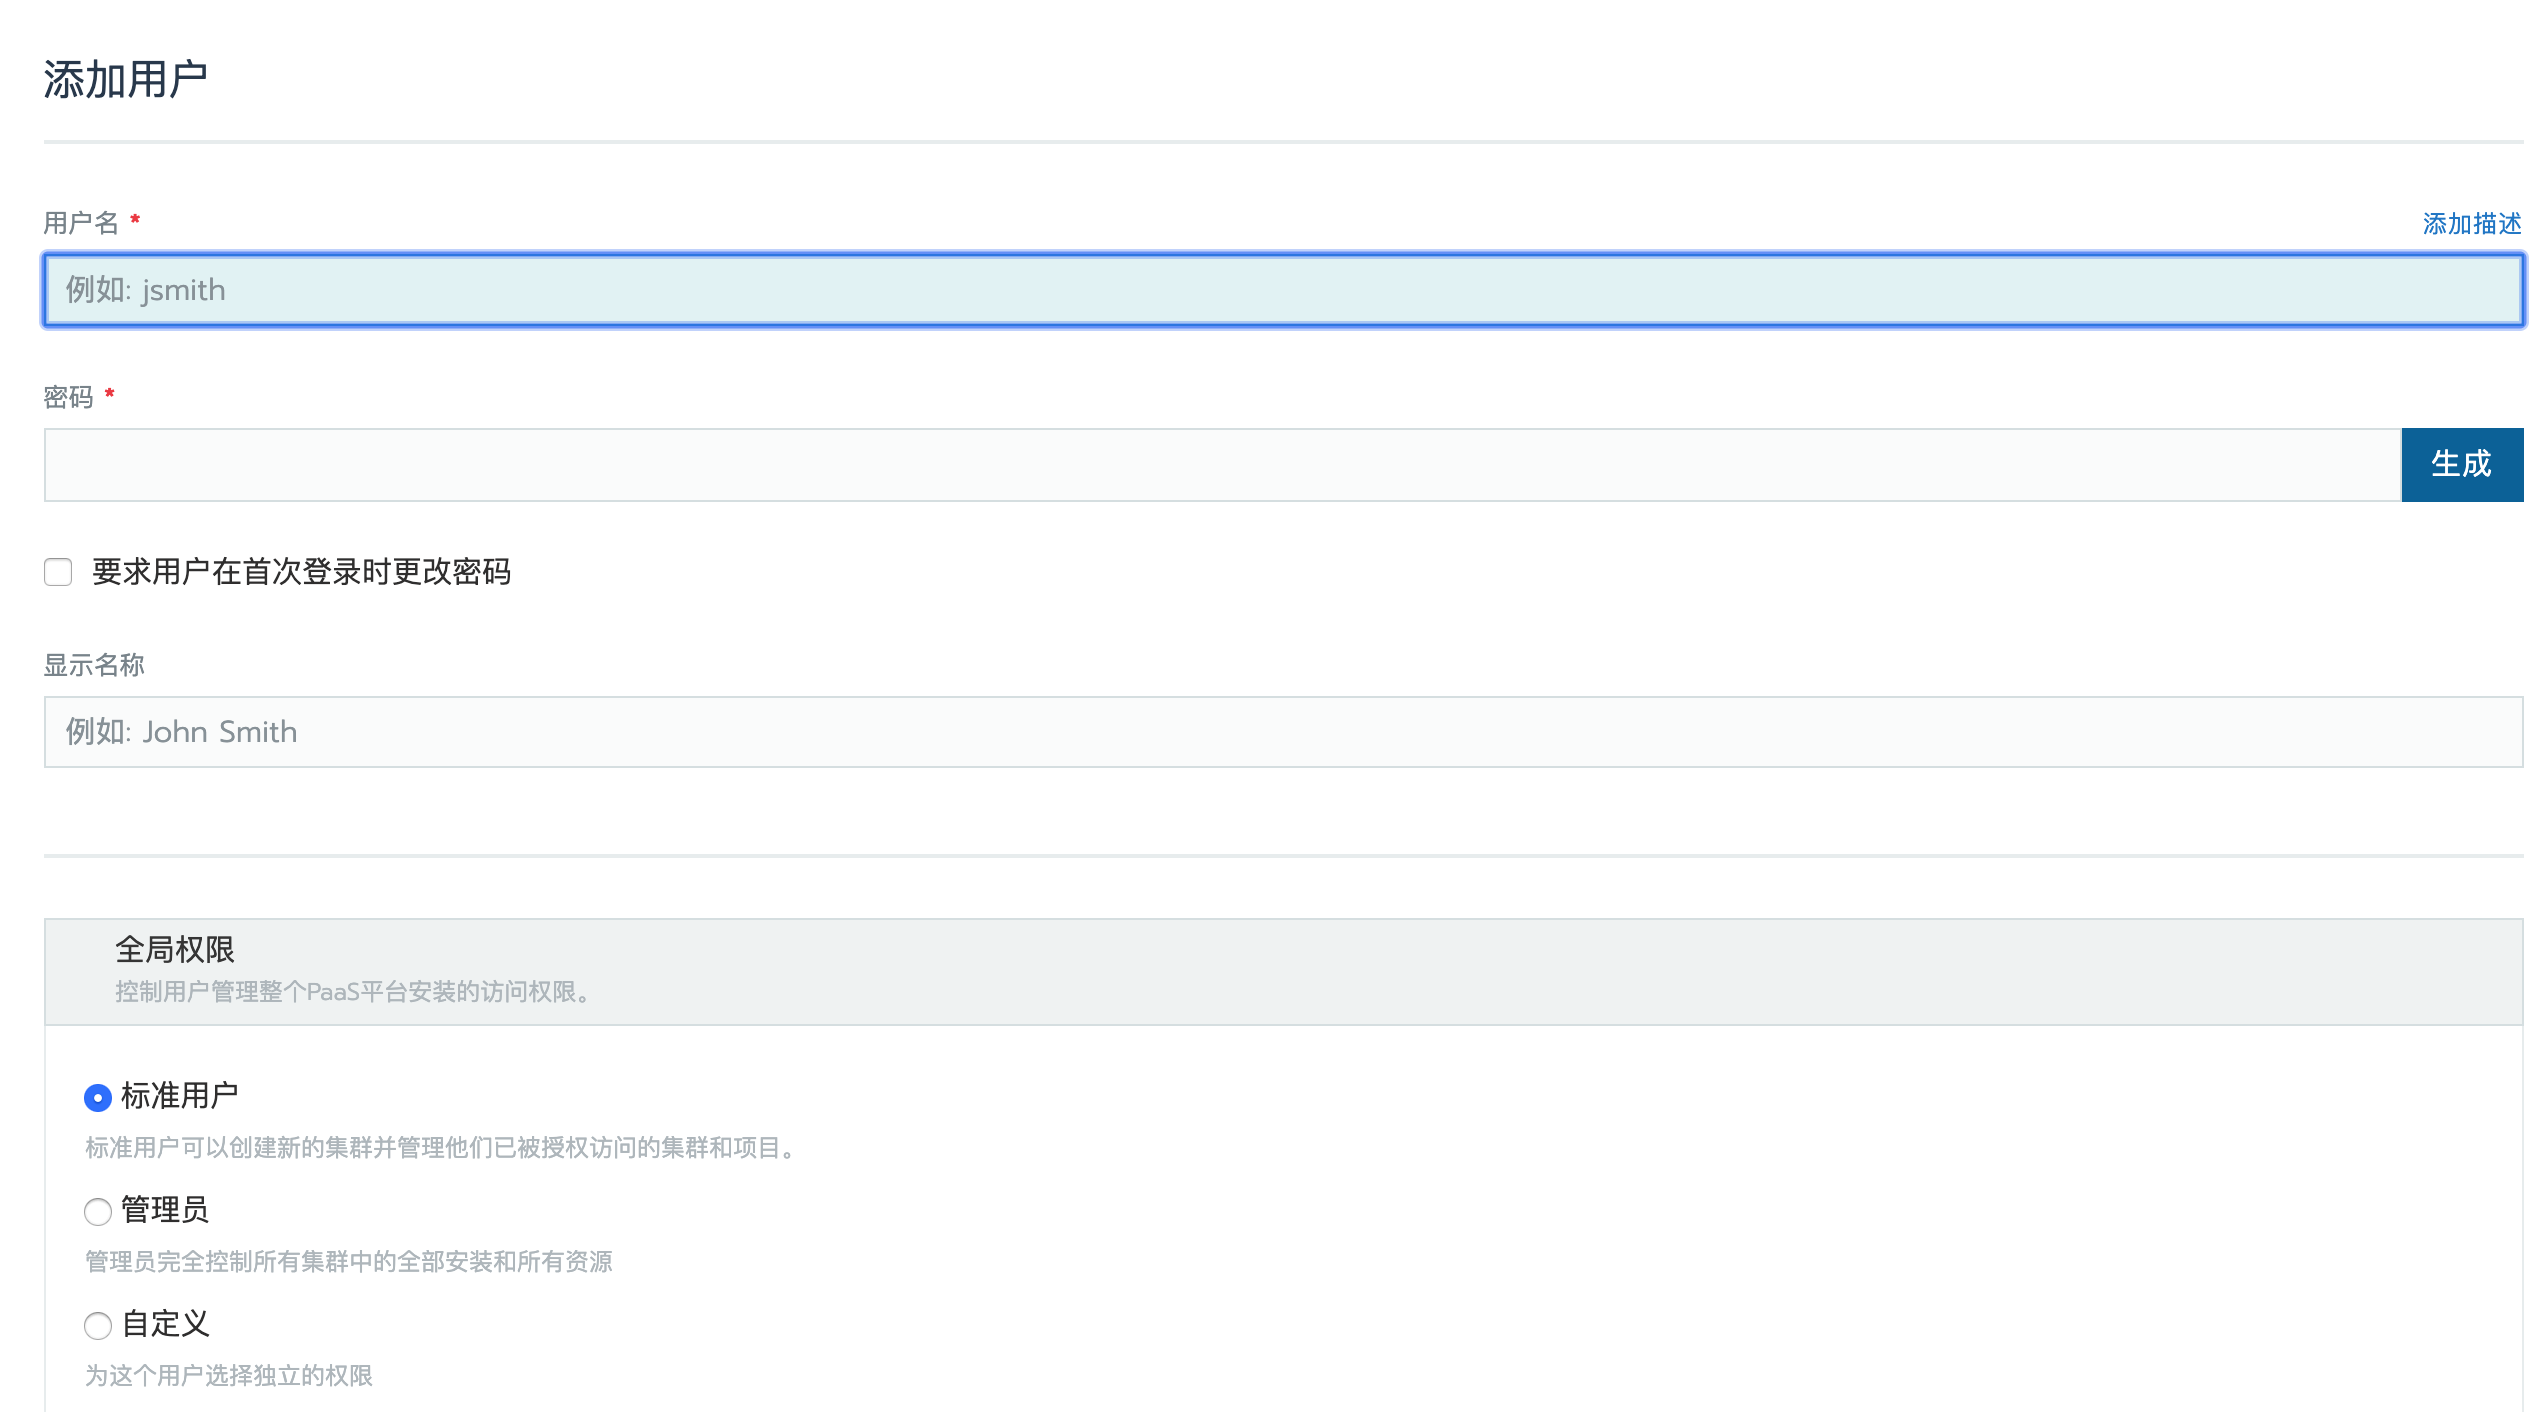 添加用户
用户名 *
添加描述
例如: jsmith
密码 *
生成
要求用户在首次登录时更改密码
显示名称
例如: John Smith
全局权限
控制用户管理整个PaaS平台安装的访问权限。
标准用户
标准用户可以创建新的集群并管理他们已被授权访问的集群和项目。
管理员
管理员完全控制所有集群中的全部安装和所有资源
自定义
为这个用户选择独立的权限